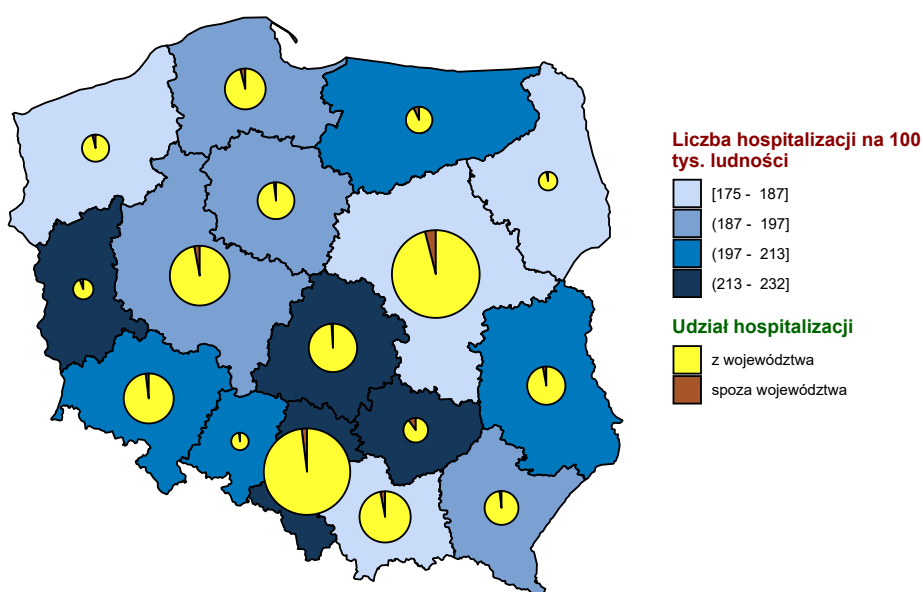 Liczba hospitalizacji na 100
tys. ludności
[175 - 187]
(187 - 197]
(197 - 213]
(213 - 232]
Udział hospitalizacji
z województwa
spoza województwa